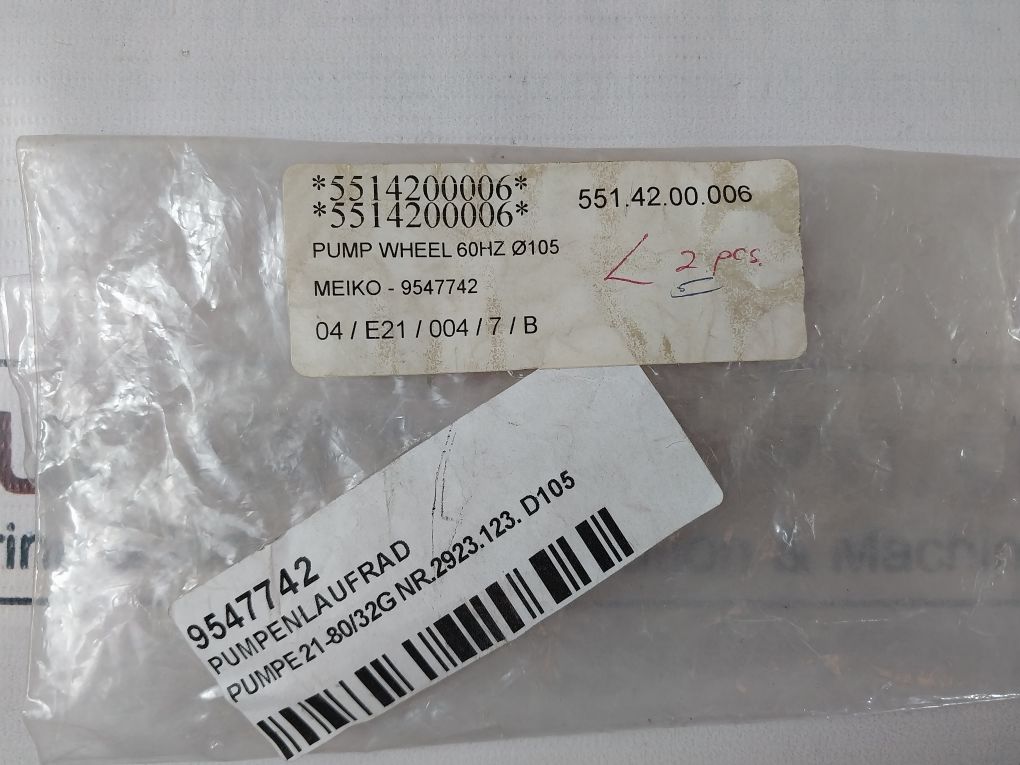 *5514200006*
*5514200006*
551.42.00.006
PUMP WHEEL 60HZ Ø105
< 2 pcs.
MEIKO - 9547742
04 / E21 / 004 / 7 / B
9547742
PUMPENLAUFRAD
PUMPE 21-80/32G NR.2923.123. D105
& Machin